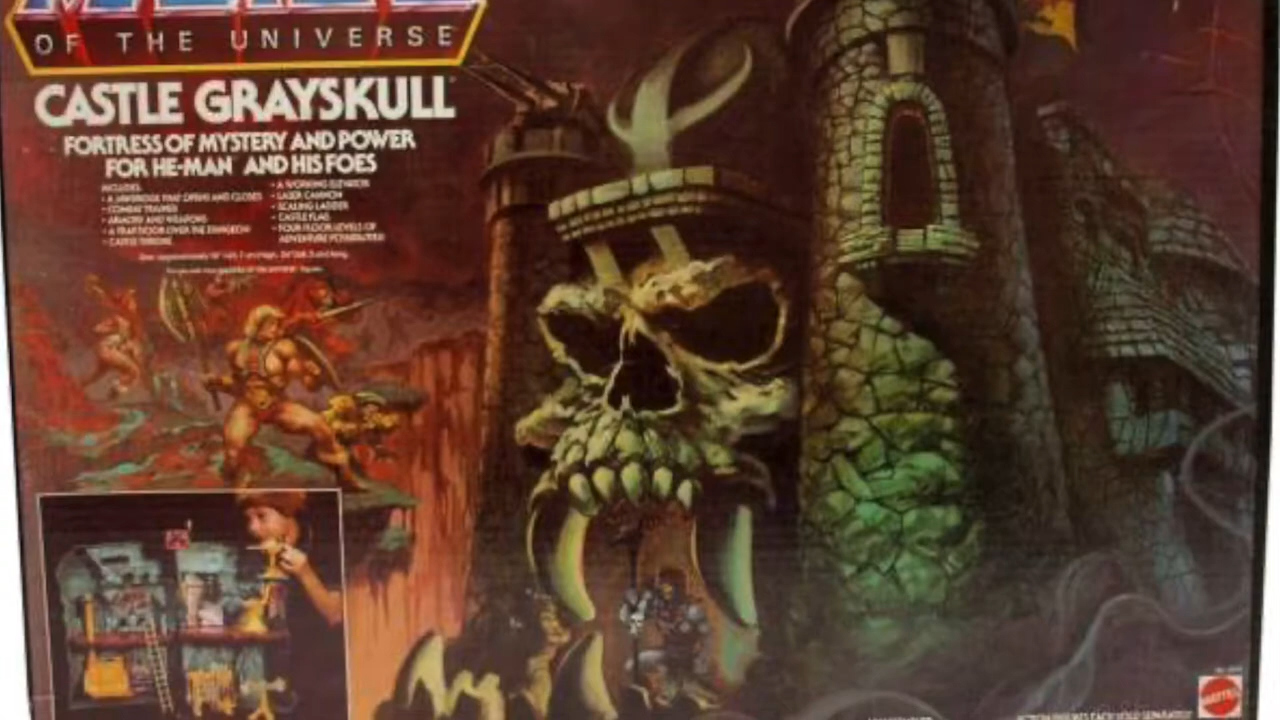 OF THE UNIVERSE
CASTLE GRAYSKULL
FORTRESS OF MYSTERY AND POWER
FOR HE-MAN AND HIS FOES
INCLUDES:
• A JAWBRIDGE THAT OPENS AND CLOSES
• COMBAT TRAINER
• ARMORY AND WEAPONS
• A TRAP DOOR OVER THE DUNGEON
• CASTLE THRONE
• A WORKING ELEVATOR
• LASER CANNON
• SCALING LADDER
• CASTLE FLAG
• FOUR FLOOR LEVELS OF
ADVENTURE POSSIBILITIES
MATTEL